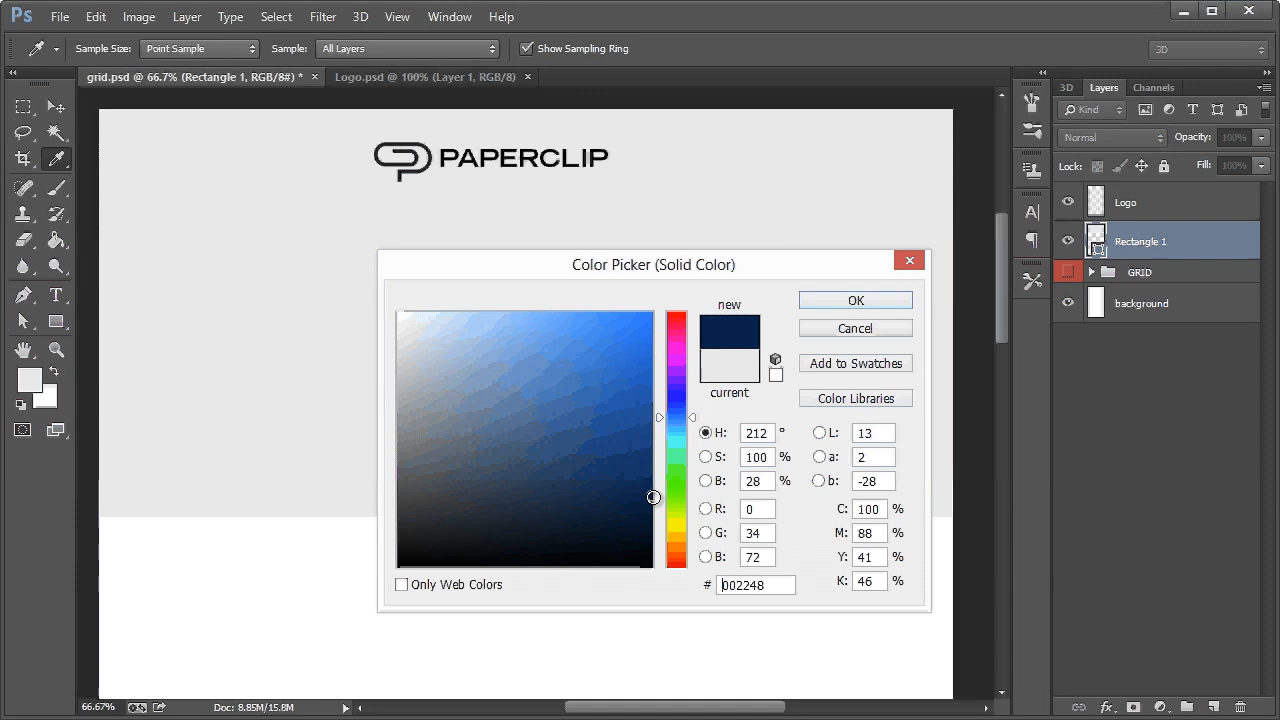 Ps File Edit Image Layer Type Select Filter 3D View Window Help
Sample Size: Point Sample Sample: All Layers Show Sampling Ring 3D
grid.psd @ 66.7% (Rectangle 1, RGB/8#) * × Logo.psd @ 100% (Layer 1, RGB/8) ×
3D Layers Channels
Kind
Normal Opacity: 100%
Lock: Fill: 100%
Logo
Rectangle 1
GRID
background
PAPERCLIP
Color Picker (Solid Color)
new
current
OK
Cancel
Add to Swatches
Color Libraries
H: 212 ° L: 13
S: 100 % a: 2
B: 28 % b: -28
R: 0 C: 100 %
G: 34 M: 88 %
B: 72 Y: 41 %
# 002248 K: 46 %
Only Web Colors
66.67% Doc: 8.85M/15.8M